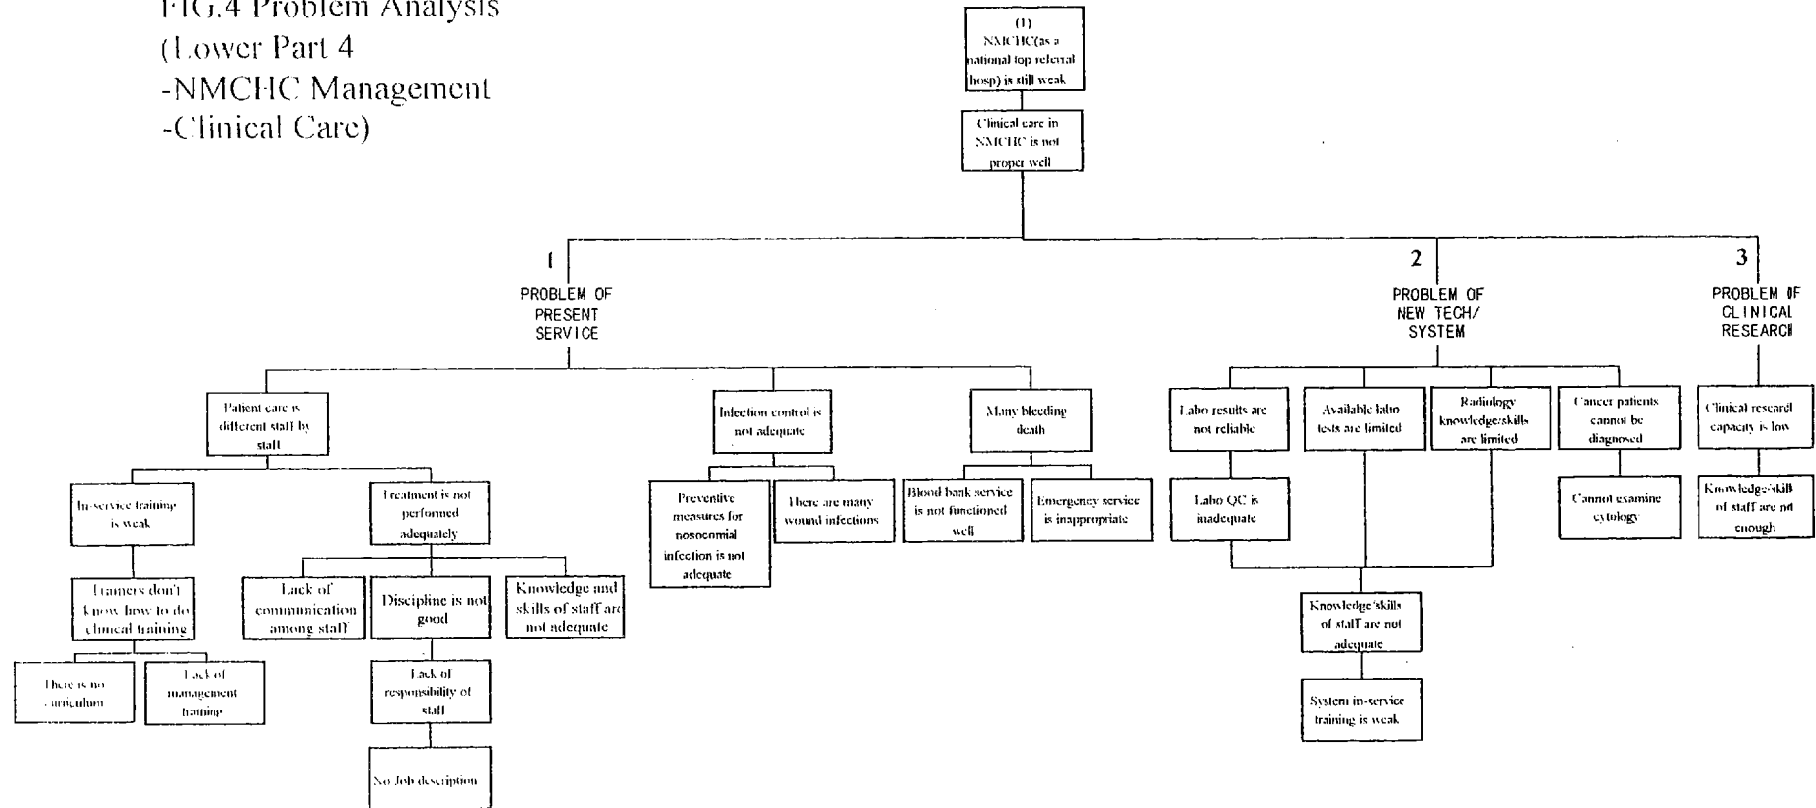 FIG.4 Problem Analysis
(Lower Part 4
-NMCHC Management
-Clinical Care)
(1)
NMCHC(as a
national top referral
hosp) is still weak
Clinical care in
NMCHC is not
proper well
1
PROBLEM OF
PRESENT
SERVICE
2
PROBLEM OF
NEW TECH/
SYSTEM
3
PROBLEM OF
CLINICAL
RESEARCH
Patient care is
different staff by
staff
Infection control is
not adequate
Many bleeding
death
Labo results are
not reliable
Available labo
tests are limited
Radiology
knowledge/skills
are limited
Cancer patients
cannot be
diagnosed
Clinical research
capacity is low
In-service training
is weak
Treatment is not
performed
adequately
Preventive
measures for
nosocomial
infection is not
adequate
There are many
wound infections
Blood bank service
is not functioned
well
Emergency service
is inappropriate
Labo QC is
inadequate
Cannot examine
cytology
Knowledge/skill
of staff are not
enough
Trainers don't
know how to do
clinical training
Lack of
communication
among staff
Discipline is not
good
Knowledge and
skills of staff are
not adequate
Knowledge/skills
of staff are not
adequate
There is no
curriculum
Lack of
management
training
Lack of
responsibility of
staff
System in-service
training is weak
No Job description